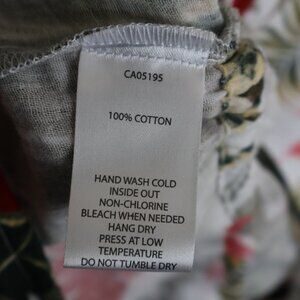 CA05195
100% COTTON
HAND WASH COLD
INSIDE OUT
NON-CHLORINE
BLEACH WHEN NEEDED
HANG DRY
PRESS AT LOW
TEMPERATURE
DO NOT TUMBLE DRY